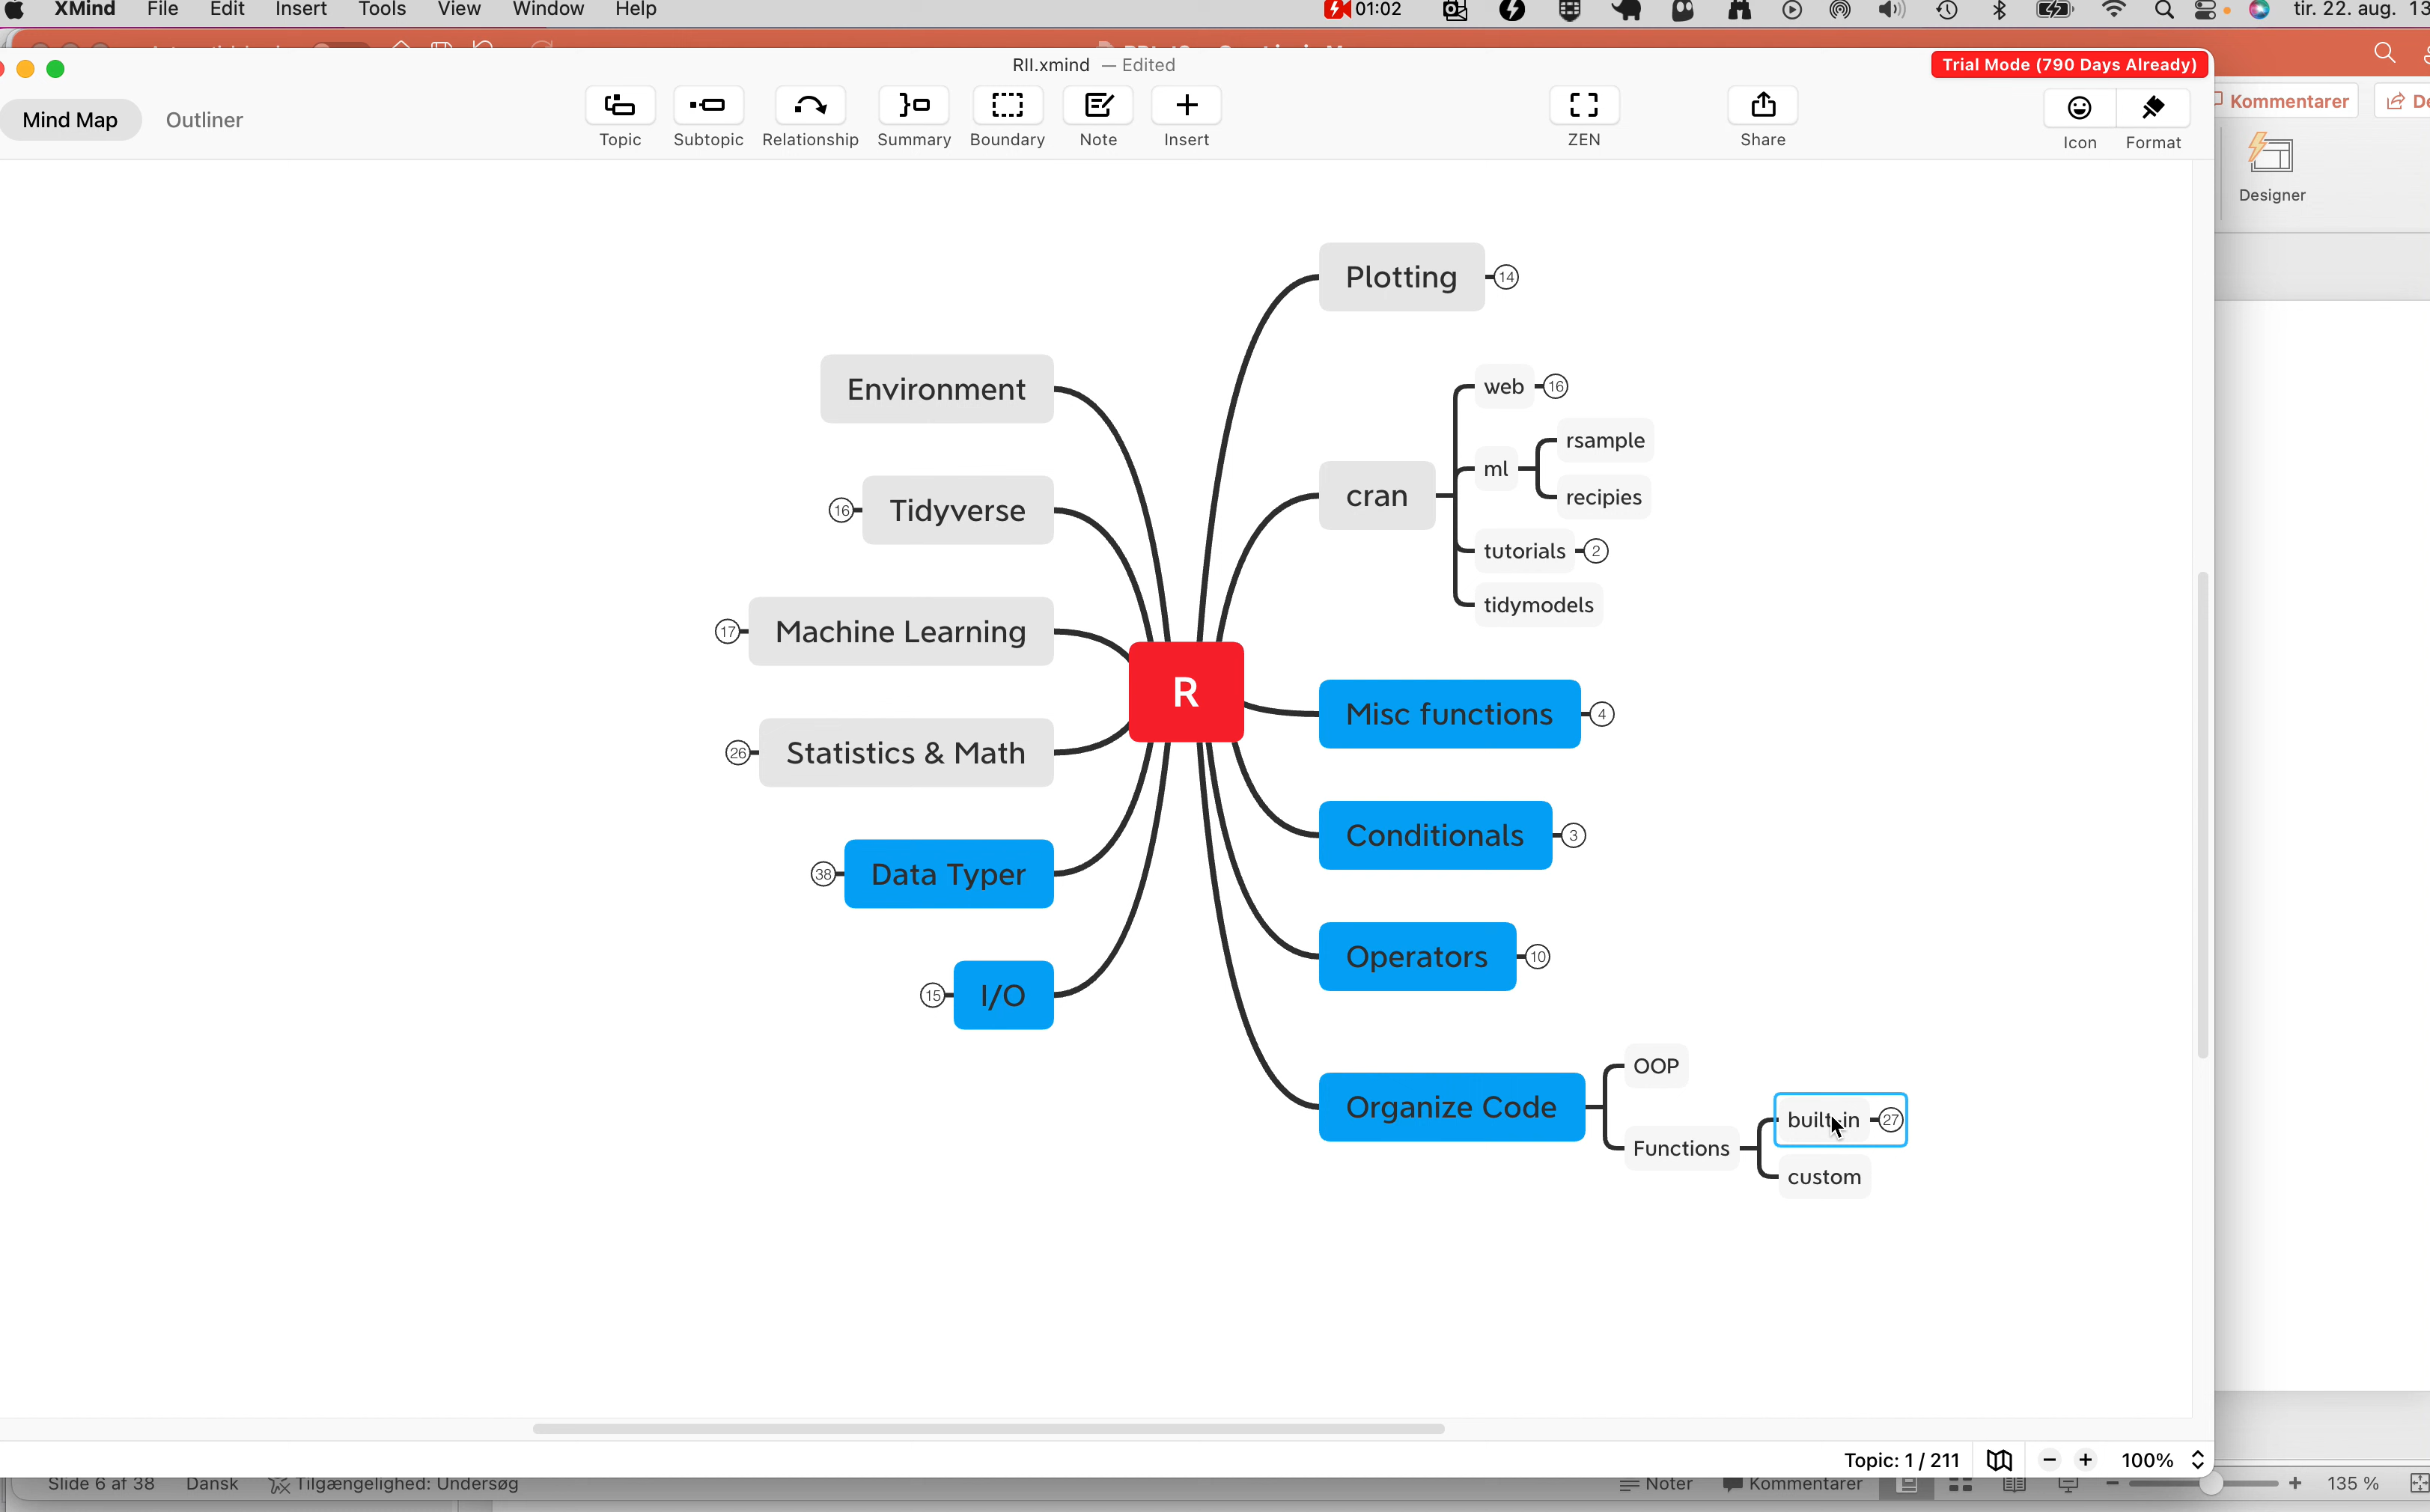 XMind File Edit Insert Tools View Window Help 01:02 tir. 22. aug. 13
RII.xmind — Edited
Trial Mode (790 Days Already)
Mind Map Outliner
Topic Subtopic Relationship Summary Boundary Note Insert ZEN Share Icon Format
Kommentarer
Designer
Plotting 14
Environment
web 16
rsample
ml
recipies
cran
16 Tidyverse
tutorials 2
tidymodels
17 Machine Learning
R
Misc functions 4
26 Statistics & Math
Conditionals 3
38 Data Typer
Operators 10
15 I/O
OOP
Organize Code
built-in 27
Functions
custom
Topic: 1 / 211 100%
Slide 6 af 38 Dansk Tilgængelighed: Undersøg Noter Kommentarer 135 %